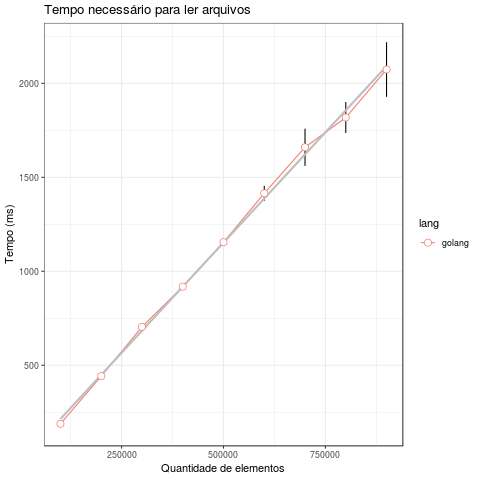 Tempo necessário para ler arquivos
Tempo (ms)
2000
1500
1000
500
250000
500000
750000
Quantidade de elementos
lang
golang